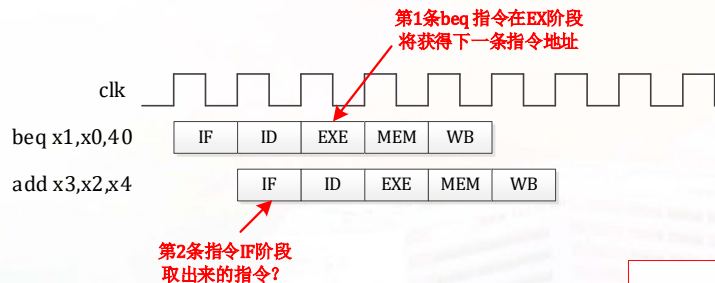 第1条beq 指令在EX阶段
将获得下一条指令地址
clk
beq x1,x0,40
IF ID EXE MEM WB
add x3,x2,x4
IF ID EXE MEM WB
第2条指令IF阶段
取出来的指令？